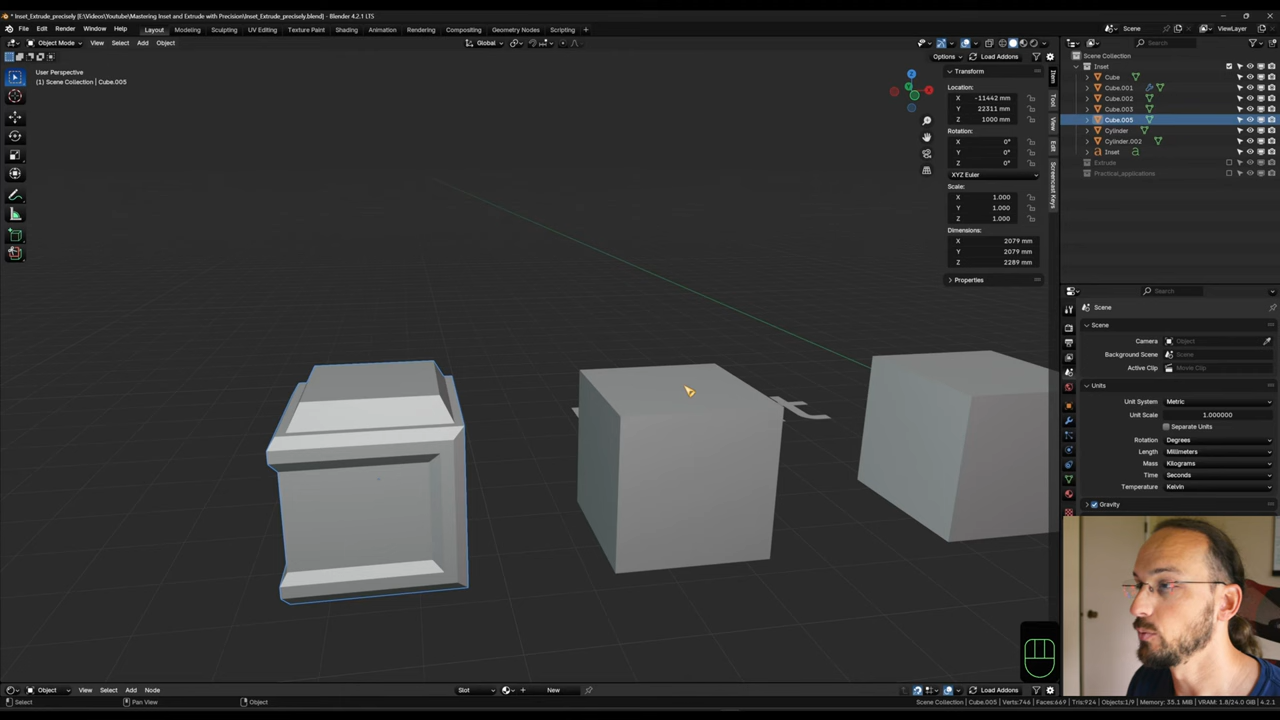 * Inset_Extrude_precisely [E:\Videos\Youtube\Mastering Inset and Extrude with Precision\Inset_Extrude_precisely.blend] - Blender 4.2.1 LTS
File Edit Render Window Help Layout Modeling Sculpting UV Editing Texture Paint Shading Animation Rendering Compositing Geometry Nodes Scripting + Scene ViewLayer
Object Mode View Select Add Object Global Search
Options Load Addons Scene Collection
User Perspective
(1) Scene Collection | Cube.005
Transform
Location:
X -11442 mm
Y 22311 mm
Z 1000 mm
Rotation:
X 0°
Y 0°
Z 0°
XYZ Euler
Scale:
X 1.000
Y 1.000
Z 1.000
Dimensions:
X 2079 mm
Y 2079 mm
Z 2289 mm
Properties
Item
Tool
View
Edit
Screencast Keys
Inset
Cube
Cube.001
Cube.002
Cube.003
Cube.005
Cylinder
Cylinder.002
Inset
Extrude
Practical_applications
Search
Scene
Scene
Camera Object
Background Scene Scene
Active Clip Movie Clip
Units
Unit System Metric
Unit Scale 1.000000
Separate Units
Rotation Degrees
Length Millimeters
Mass Kilograms
Time Seconds
Temperature Kelvin
Gravity
Object View Select Add Node Slot New Load Addons
Select Pan View Object Scene Collection | Cube.005 | Verts:746 | Faces:669 | Tris:924 | Objects:1/9 | Memory: 35.1 MiB | VRAM: 1.8/24.0 GiB | 4.2.1